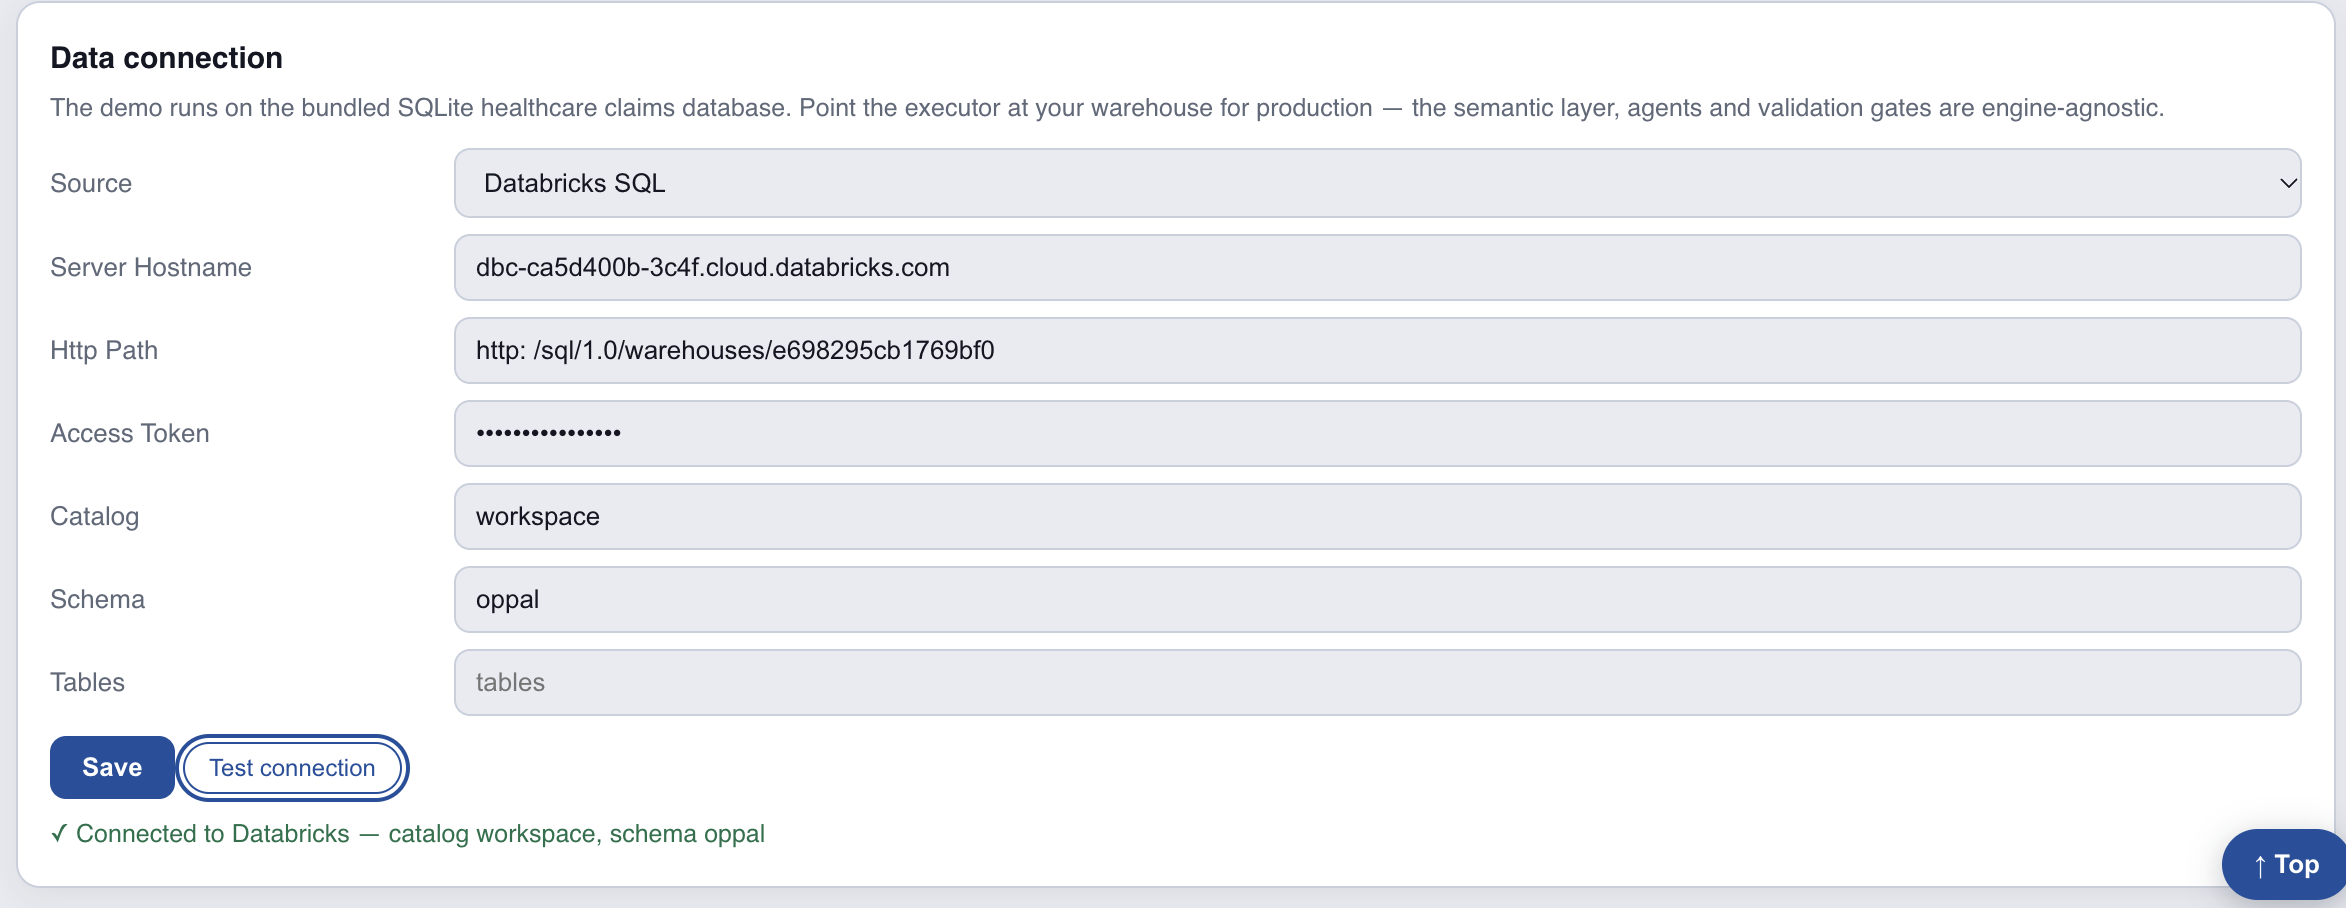 Data connection
The demo runs on the bundled SQLite healthcare claims database. Point the executor at your warehouse for production — the semantic layer, agents and validation gates are engine-agnostic.
Source
Databricks SQL
Server Hostname
dbc-ca5d400b-3c4f.cloud.databricks.com
Http Path
http: /sql/1.0/warehouses/e698295cb1769bf0
Access Token
••••••••••••••••
Catalog
workspace
Schema
oppal
Tables
tables
Save Test connection
✓ Connected to Databricks — catalog workspace, schema oppal
↑ Top